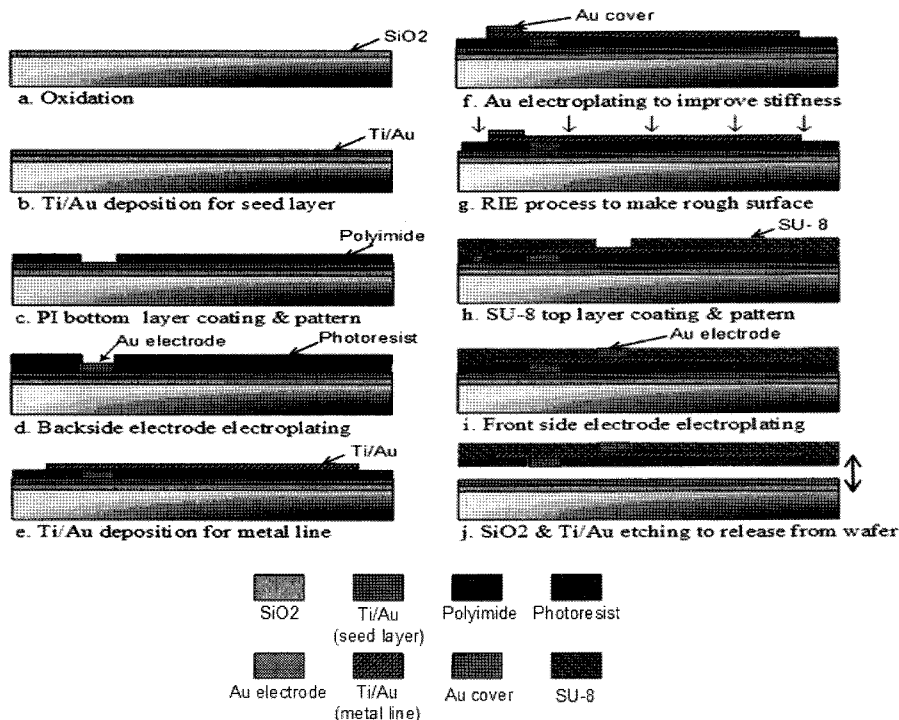 SiO2
a. Oxidation
Ti/Au
b. Ti/Au deposition for seed layer
Polyimide
c. PI bottom layer coating & pattern
Au electrode
Photoresist
d. Backside electrode electroplating
Ti/Au
e. Ti/Au deposition for metal line
Au cover
f. Au electroplating to improve stiffness
g. RIE process to make rough surface
SU-8
h. SU-8 top layer coating & pattern
Au electrode
i. Front side electrode electroplating
j. SiO2 & Ti/Au etching to release from wafer
SiO2
Ti/Au
(seed layer)
Polyimide
Photoresist
Au electrode
Ti/Au
(metal line)
Au cover
SU-8